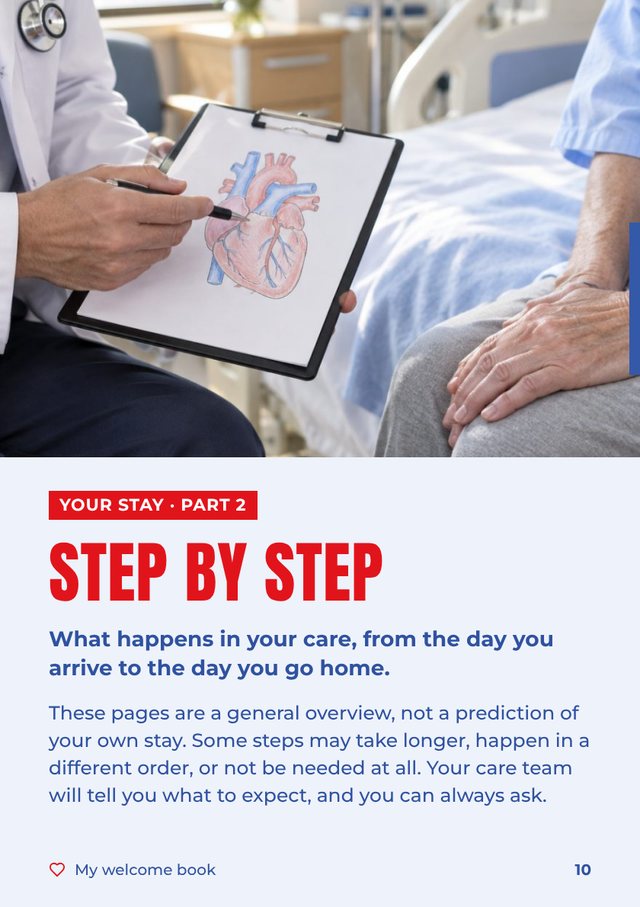 YOUR STAY · PART 2
STEP BY STEP
What happens in your care, from the day you
arrive to the day you go home.
These pages are a general overview, not a prediction of
your own stay. Some steps may take longer, happen in a
different order, or not be needed at all. Your care team
will tell you what to expect, and you can always ask.
My welcome book
10